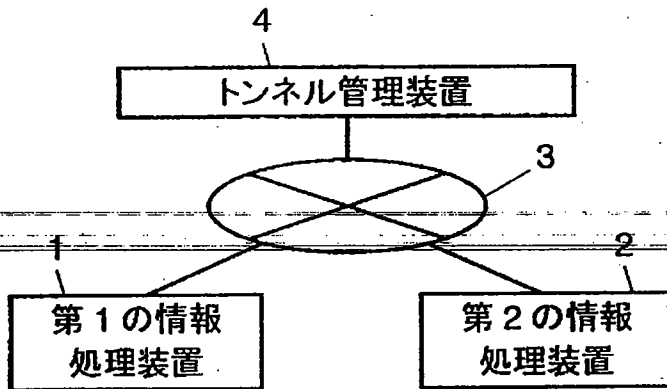 4
トンネル管理装置
3
1
2
第1の情報
処理装置
第2の情報
処理装置